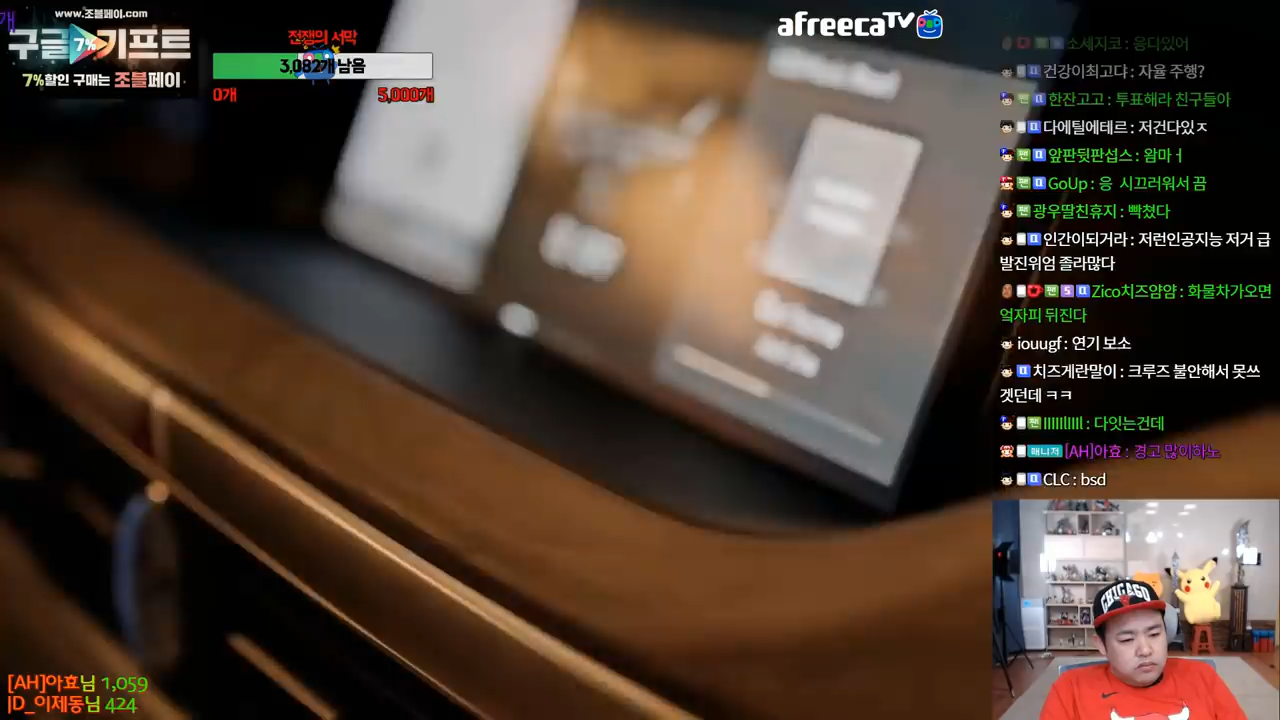 www.조블페이.com
구글 7% 기프트
7%할인 구매는 조블페이
전쟁의 서막
3,082개 남음
0개
5,000개
afreecaTV
소세지코 : 응디있어
건강이최고댜 : 자율 주행?
팬 한잔고고 : 투표해라 친구들아
다에틸에테르 : 저건다있ㅈ
팬 앞판뒷판섭스 : 왐마ㅓ
팬 GoUp : 응 시끄러워서 끔
팬 광우딸친휴지 : 빡쳤다
인간이되거라 : 저런인공지능 저거 급
발진위엄 졸라많다
팬 S Zico치즈얌얌 : 화물차가오면
억자피 뒤진다
iouugf : 연기 보소
치즈게란말이 : 크루즈 불안해서 못쓰
겟던데 ㅋㅋ
: 다잇는건데
매니저 [AH]아효 : 경고 많이하노
CLC : bsd
CHICAGO
[AH]아효님 1,059
|D_이제동님 424